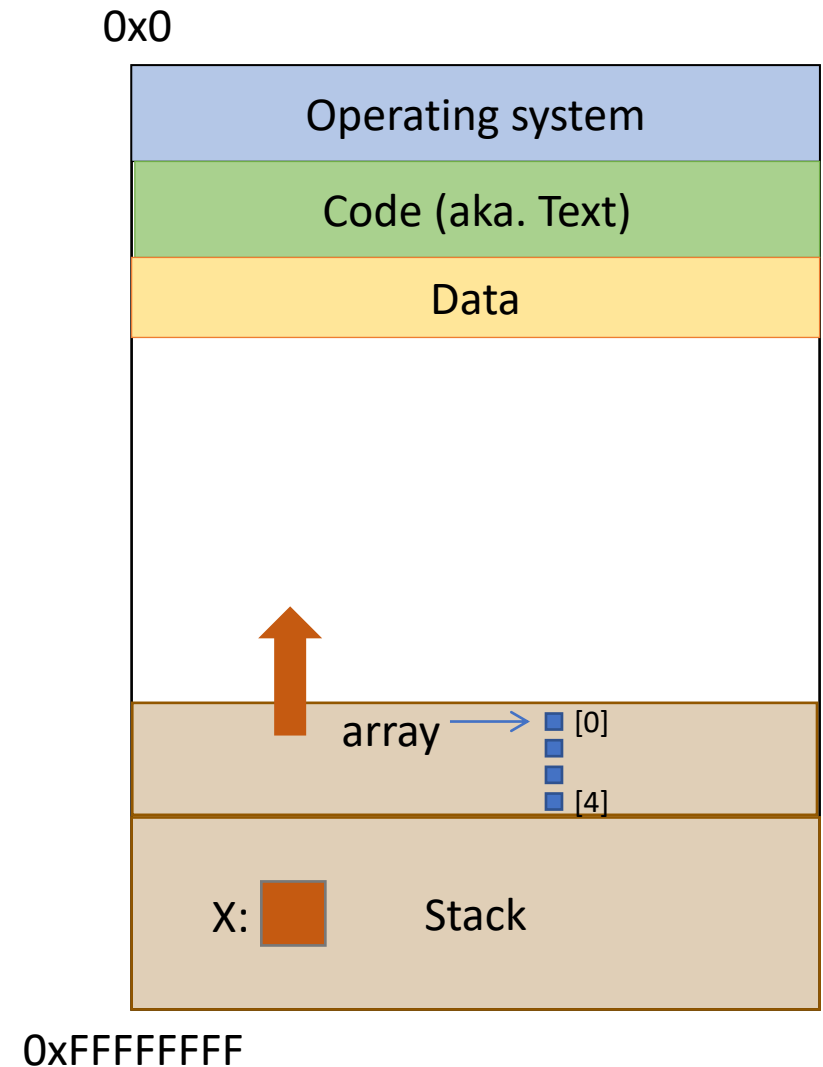 0x0
Operating system
Code (aka. Text)
Data
array [0]
[4]
X: Stack
0xFFFFFFFF